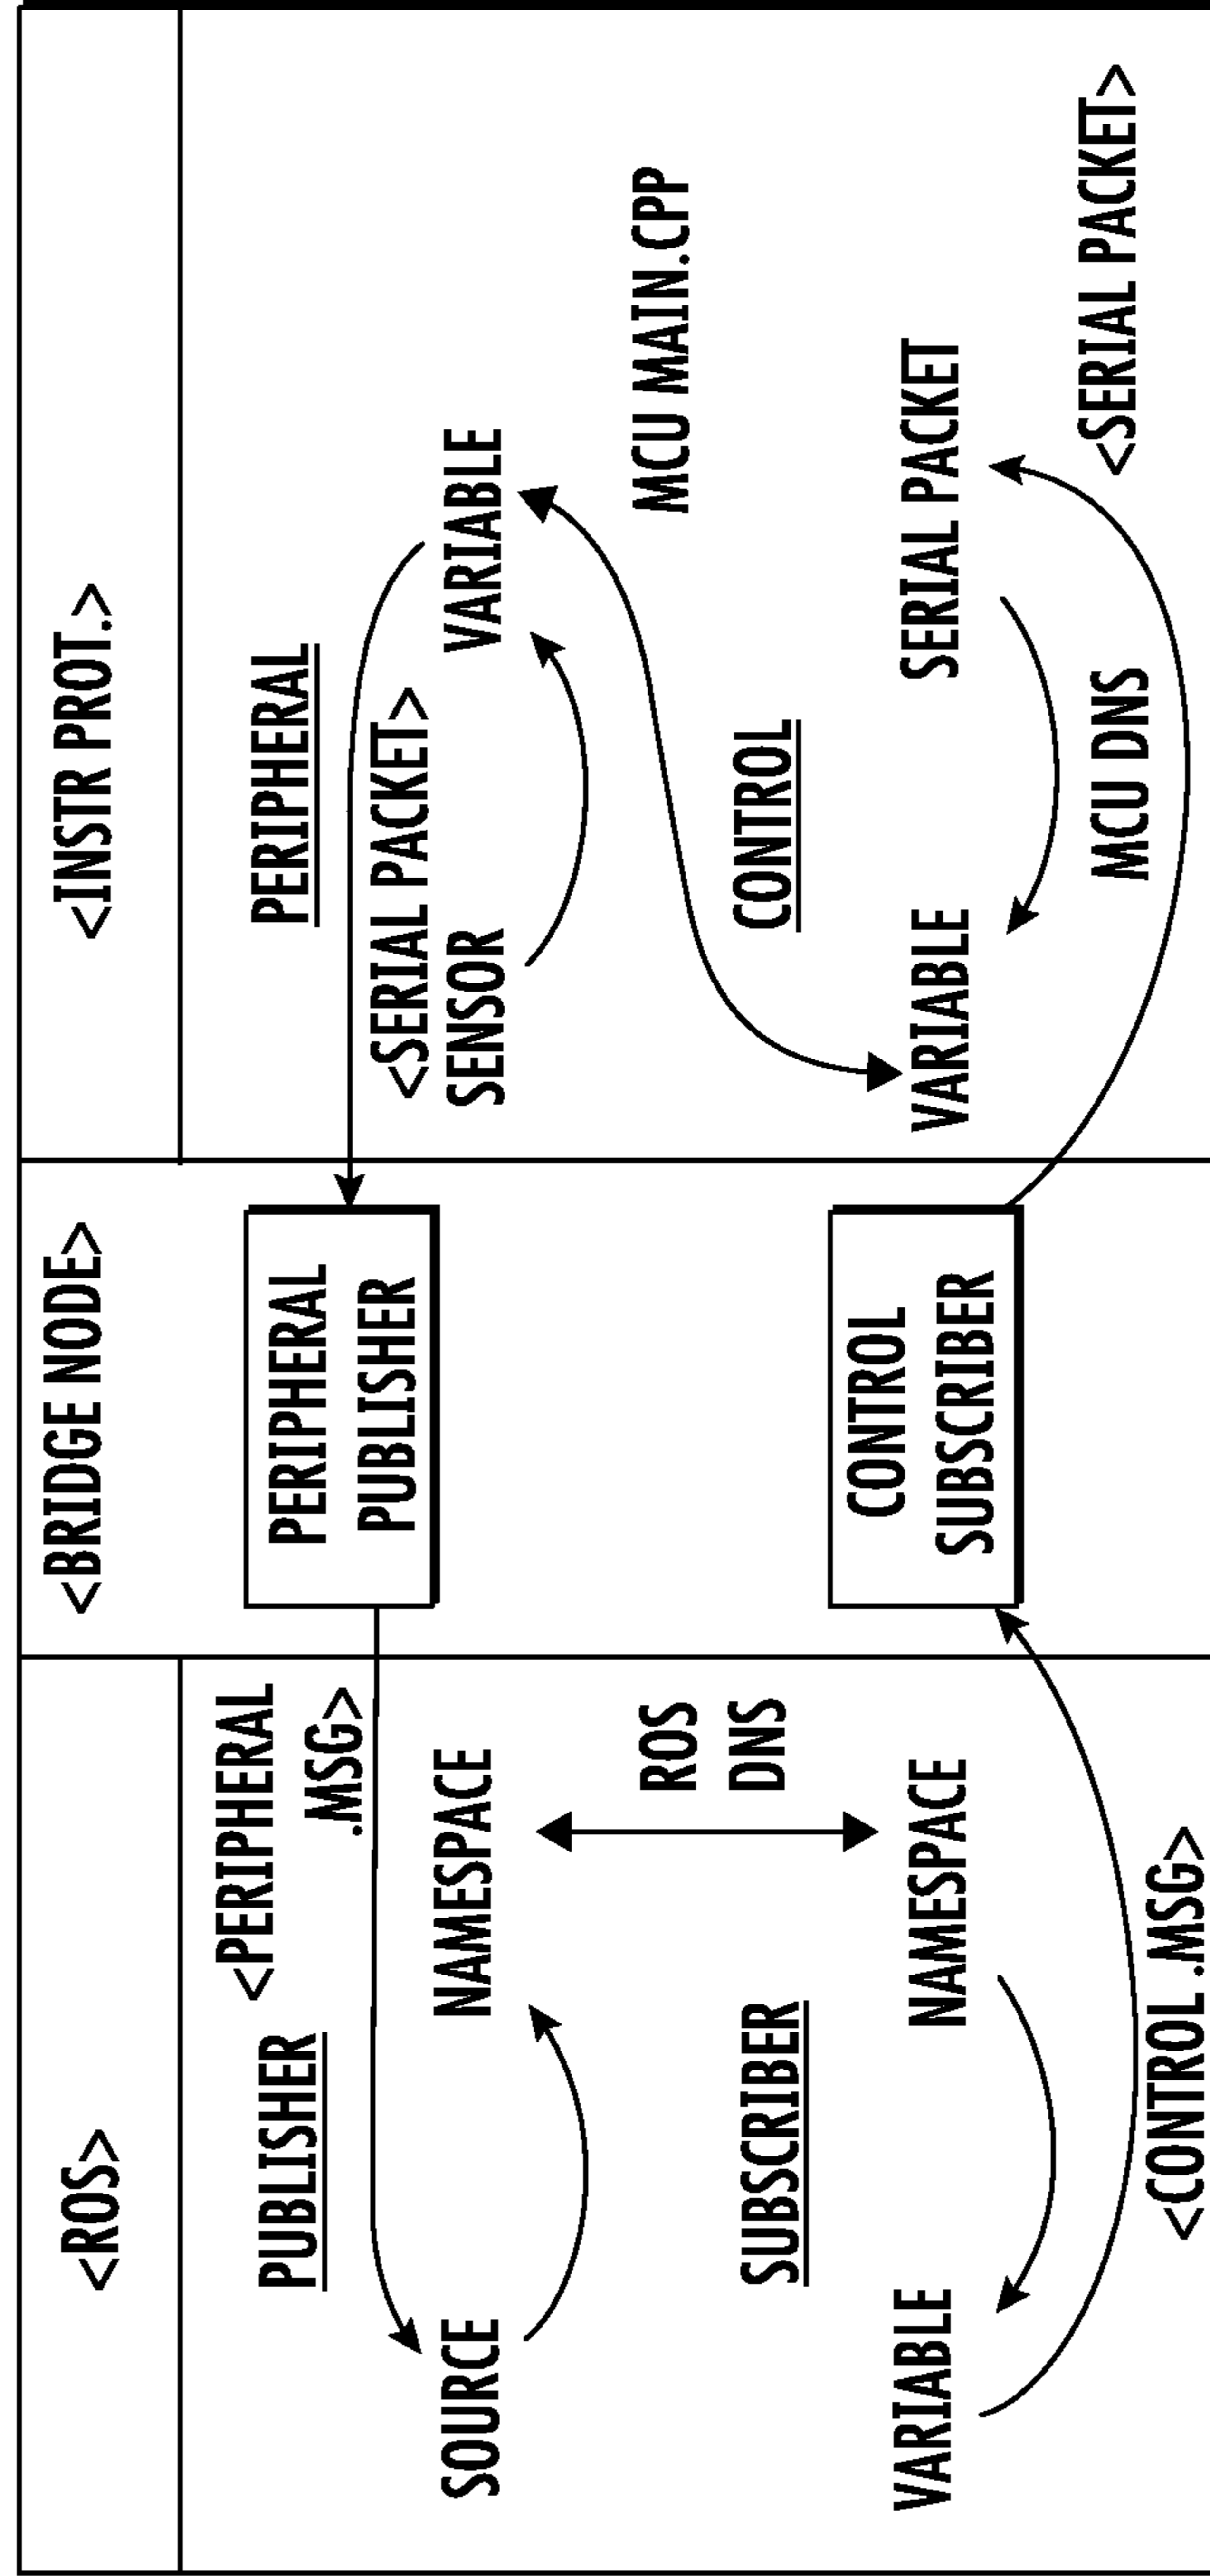 <ROS>
<BRIDGE NODE>
<INSTR PROT.>
<PERIPHERAL
.MSG>
PUBLISHER
SOURCE
NAMESPACE
ROS
DNS
SUBSCRIBER
VARIABLE
NAMESPACE
<CONTROL .MSG>
PERIPHERAL
PUBLISHER
CONTROL
SUBSCRIBER
PERIPHERAL
<SERIAL PACKET>
SENSOR
VARIABLE
MCU MAIN.CPP
CONTROL
VARIABLE
SERIAL PACKET
MCU DNS
<SERIAL PACKET>